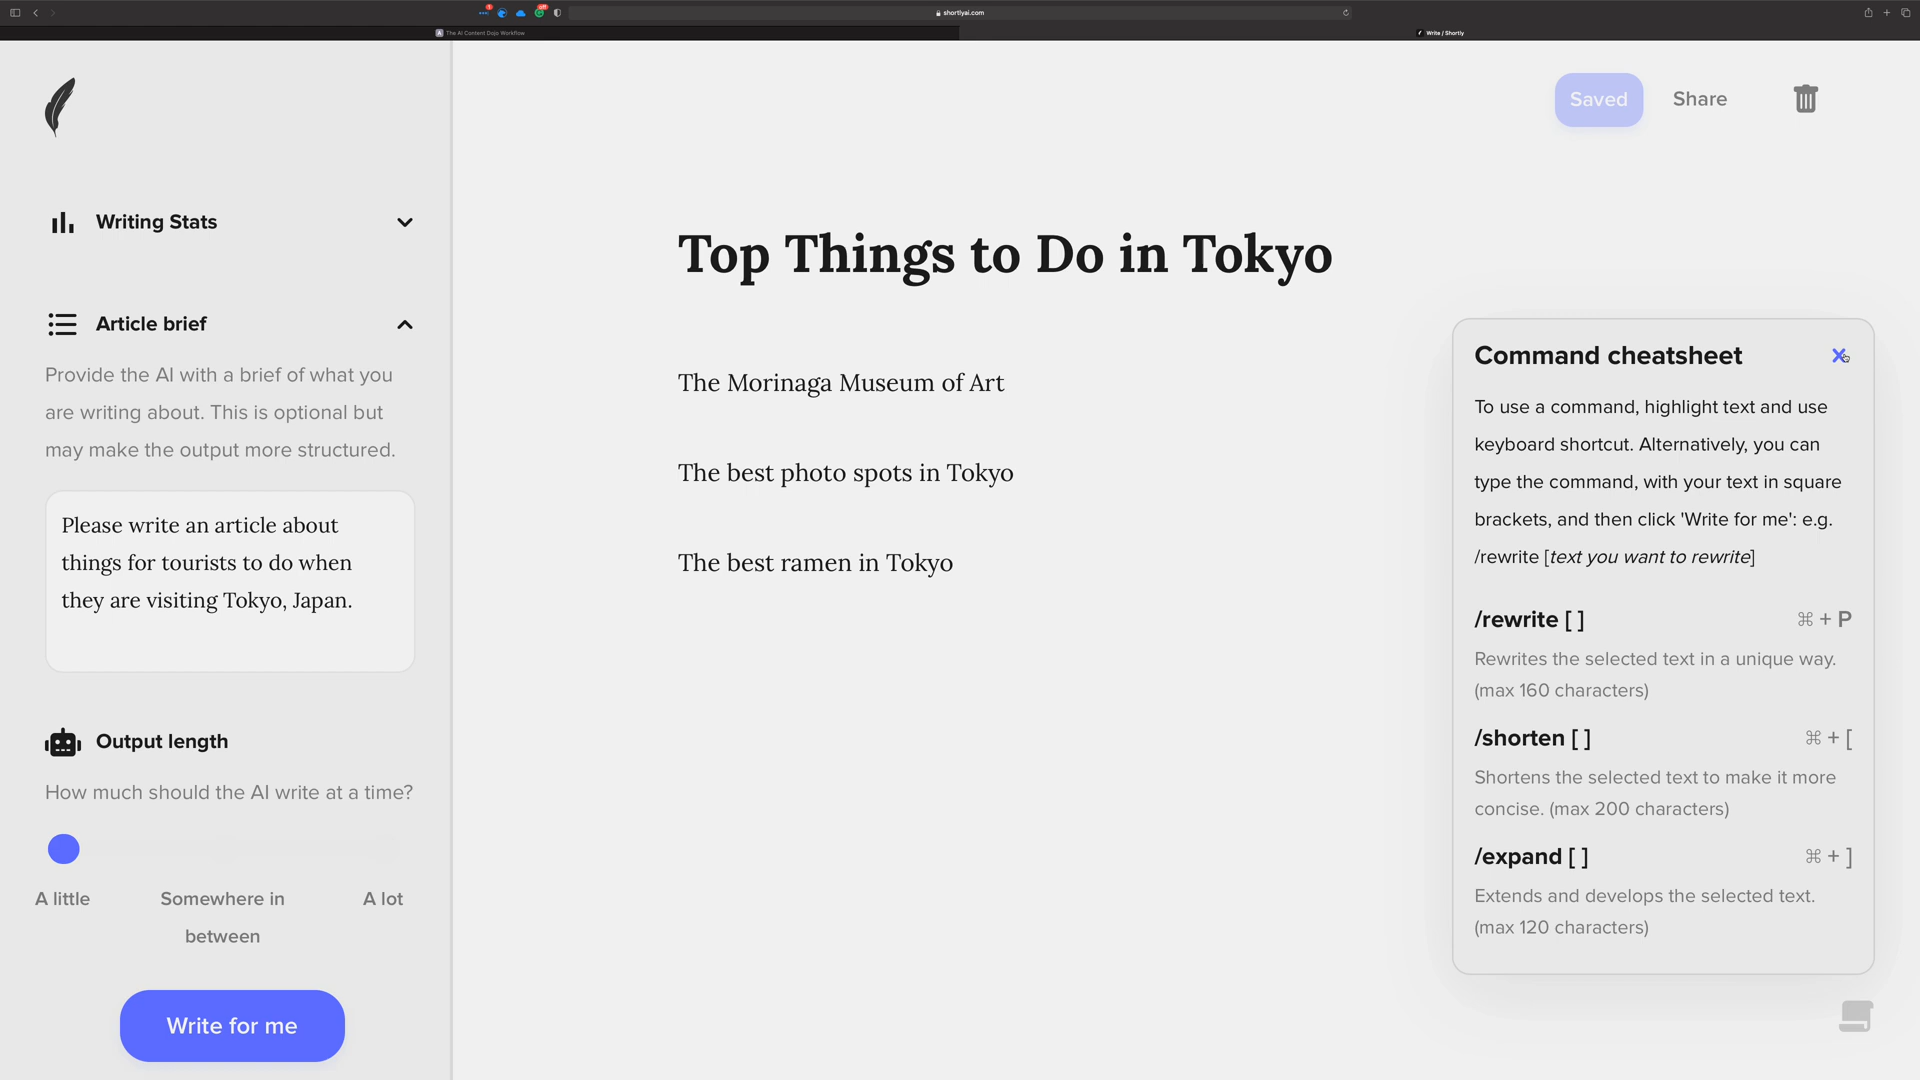 shortlyai.com
The AI Content Dojo Workflow
Write / Shortly
Saved
Share
Writing Stats
Article brief
Provide the AI with a brief of what you
are writing about. This is optional but
may make the output more structured.
Please write an article about
things for tourists to do when
they are visiting Tokyo, Japan.
Output length
How much should the AI write at a time?
A little
Somewhere in
between
A lot
Write for me
Top Things to Do in Tokyo
The Morinaga Museum of Art
The best photo spots in Tokyo
The best ramen in Tokyo
Command cheatsheet
To use a command, highlight text and use
keyboard shortcut. Alternatively, you can
type the command, with your text in square
brackets, and then click 'Write for me': e.g.
/rewrite [text you want to rewrite]
/rewrite [ ] ⌘ + P
Rewrites the selected text in a unique way.
(max 160 characters)
/shorten [ ] ⌘ + [
Shortens the selected text to make it more
concise. (max 200 characters)
/expand [ ] ⌘ + ]
Extends and develops the selected text.
(max 120 characters)